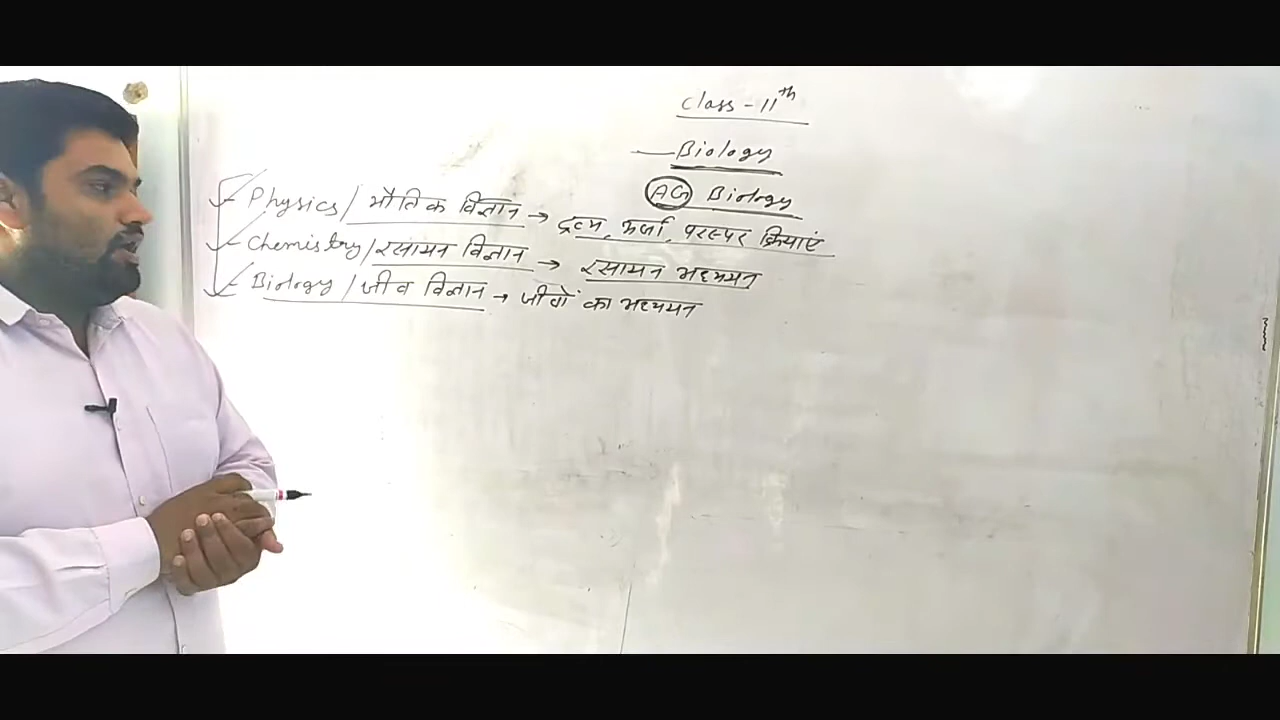 Class - 11th
Biology
AG Biology
Physics / भौतिक विज्ञान → द्रव्य, ऊर्जा, परस्पर क्रियाएं
Chemistry / रसायन विज्ञान → रसायन अध्ययन
Biology / जीव विज्ञान → जीवों का अध्ययन